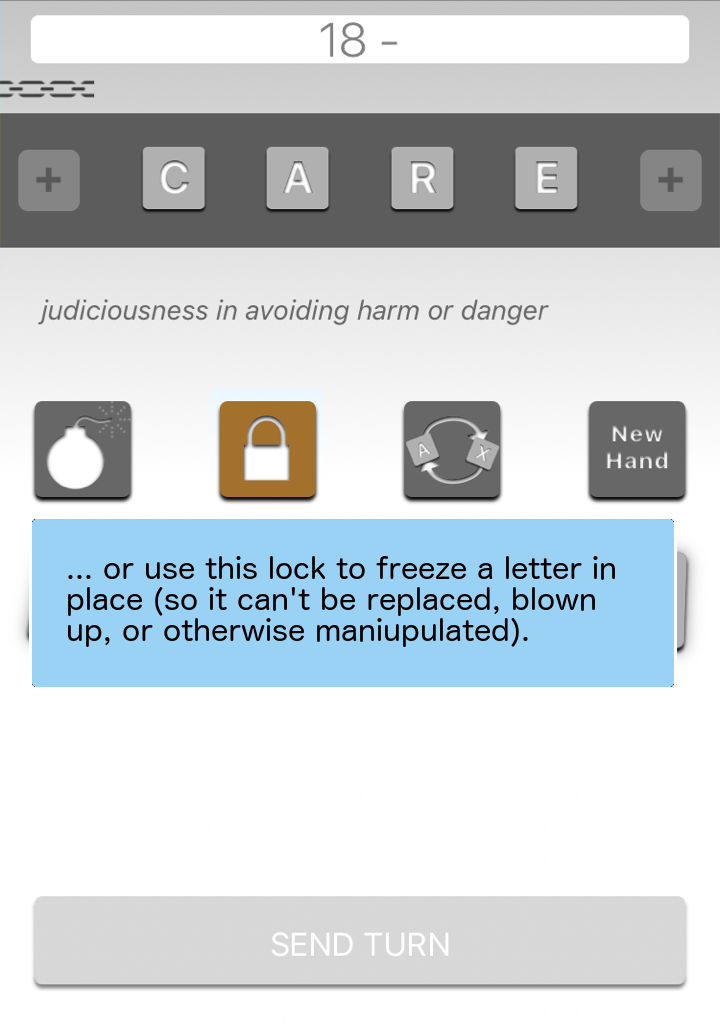 18 -
+ C A R E +
judiciousness in avoiding harm or danger
A X
New
Hand
... or use this lock to freeze a letter in
place (so it can't be replaced, blown
up, or otherwise maniupulated).
SEND TURN